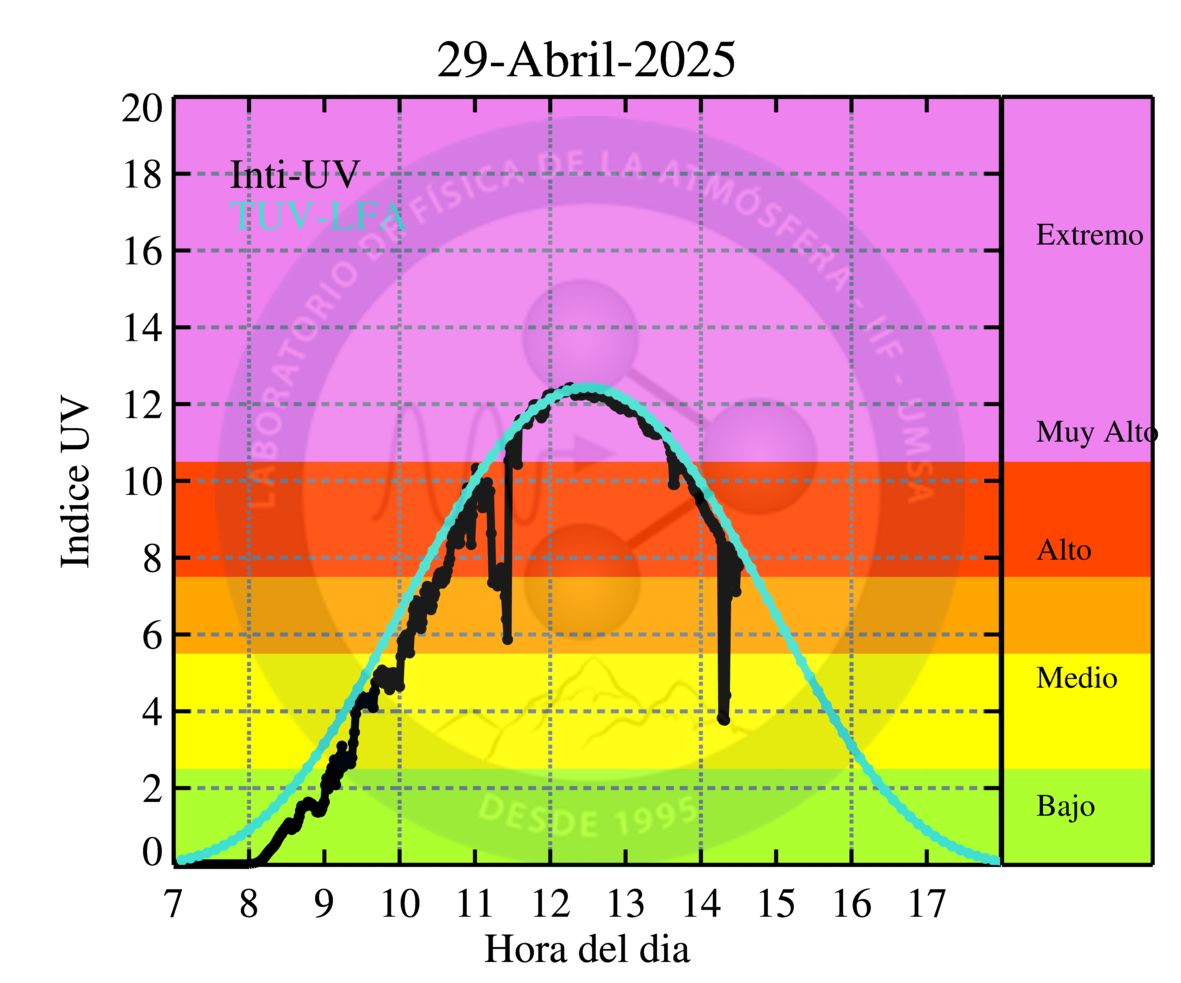 29-Abril-2025
Indice UV
20
18
16
14
12
10
8
6
4
2
0
Inti-UV
TUV-LFA
LABORATORIO DE FÍSICA DE LA ATMÓSFERA - IIF - UMSA
DESDE 1995
Extremo
Muy Alto
Alto
Medio
Bajo
7 8 9 10 11 12 13 14 15 16 17
Hora del dia